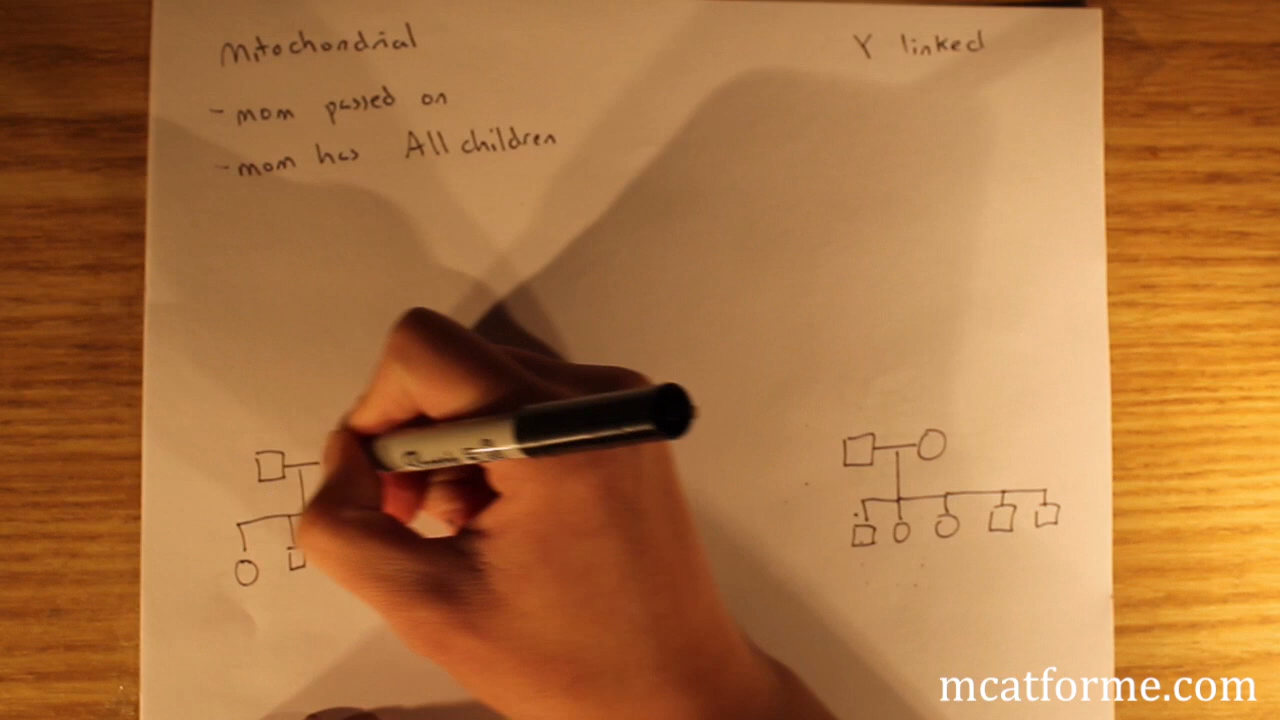 Mitochondrial
- mom passed on
- mom has All children
Y linked
mcatforme.com